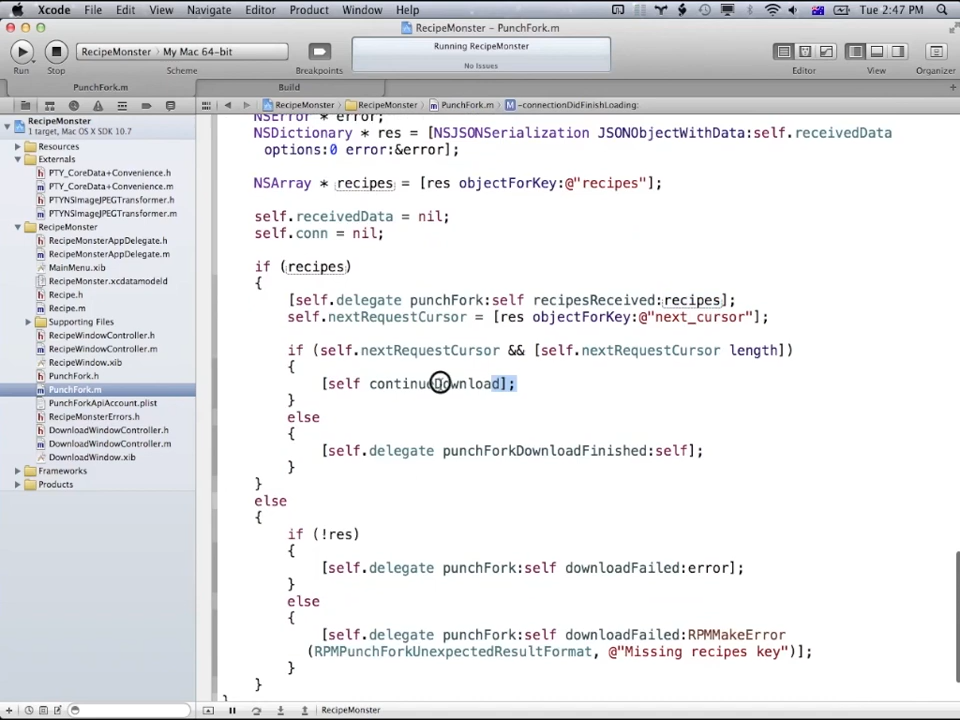 Xcode File Edit View Navigate Editor Product Window Help Tue 2:47 PM
RecipeMonster – PunchFork.m
RecipeMonster My Mac 64-bit
Running RecipeMonster
No Issues
Run Stop Scheme Breakpoints Editor View Organizer
PunchFork.m Build
RecipeMonster RecipeMonster PunchFork.m -connectionDidFinishLoading:
RecipeMonster
1 target, Mac OS X SDK 10.7
Resources
Externals
PTY_CoreData+Convenience.h
PTY_CoreData+Convenience.m
PTYNSImageJPEGTransformer.h
PTYNSImageJPEGTransformer.m
RecipeMonster
RecipeMonsterAppDelegate.h
RecipeMonsterAppDelegate.m
MainMenu.xib
RecipeMonster.xcdatamodeld
Recipe.h
Recipe.m
Supporting Files
RecipeWindowController.h
RecipeWindowController.m
RecipeWindow.xib
PunchFork.h
PunchFork.m
PunchForkApiAccount.plist
RecipeMonsterErrors.h
DownloadWindowController.h
DownloadWindowController.m
DownloadWindow.xib
Frameworks
Products
NSError * error;
NSDictionary * res = [NSJSONSerialization JSONObjectWithData:self.receivedData
options:0 error:&error];
NSArray * recipes = [res objectForKey:@"recipes"];
self.receivedData = nil;
self.conn = nil;
if (recipes)
{
[self.delegate punchFork:self recipesReceived:recipes];
self.nextRequestCursor = [res objectForKey:@"next_cursor"];
if (self.nextRequestCursor && [self.nextRequestCursor length])
{
[self continueDownload];
}
else
{
[self.delegate punchForkDownloadFinished:self];
}
}
else
{
if (!res)
{
[self.delegate punchFork:self downloadFailed:error];
}
else
{
[self.delegate punchFork:self downloadFailed:RPMMakeError
(RPMPunchForkUnexpectedResultFormat, @"Missing recipes key")];
}
}
}
RecipeMonster